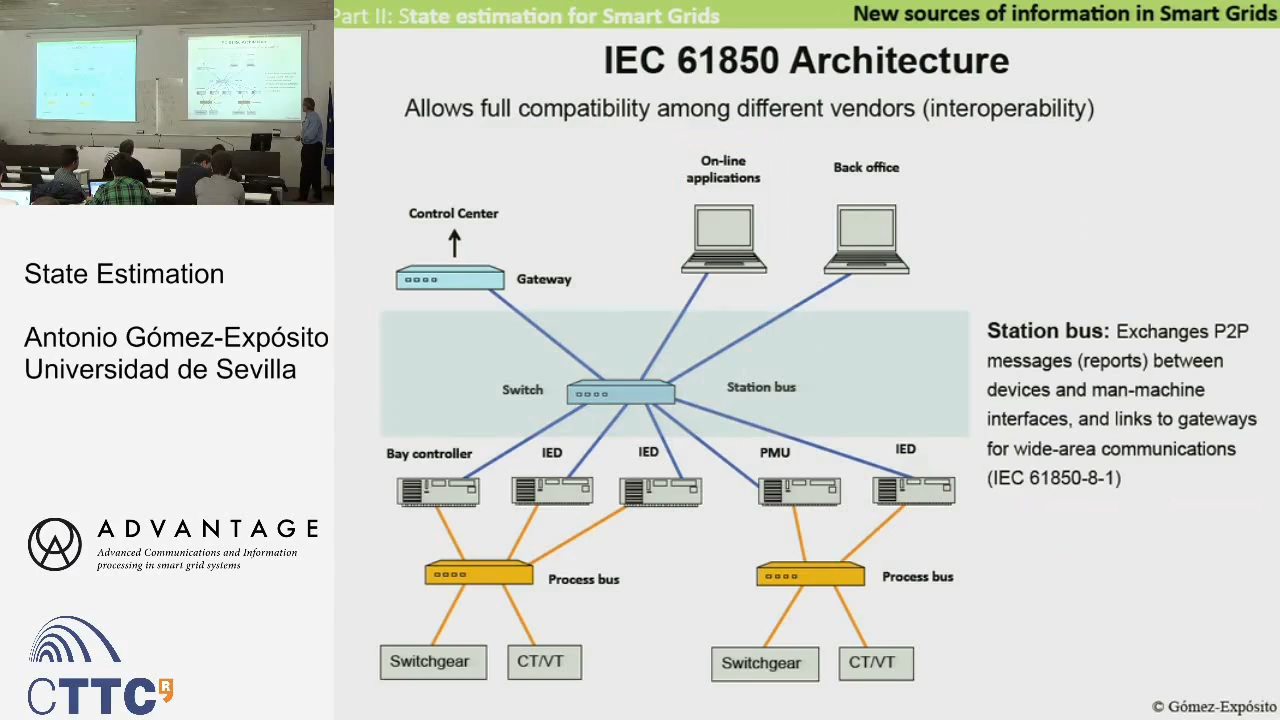 Part II: State estimation for Smart Grids
New sources of information in Smart Grids
IEC 61850 Architecture
Allows full compatibility among different vendors (interoperability)
On-line
applications
Back office
Control Center
Gateway
Switch
Station bus
Station bus: Exchanges P2P
messages (reports) between
devices and man-machine
interfaces, and links to gateways
for wide-area communications
(IEC 61850-8-1)
Bay controller
IED
IED
PMU
IED
Process bus
Process bus
Switchgear
CT/VT
Switchgear
CT/VT
© Gómez-Expósito
State Estimation
Antonio Gómez-Expósito
Universidad de Sevilla
ADVANTAGE
Advanced Communications and Information
processing in smart grid systems
CTTC R